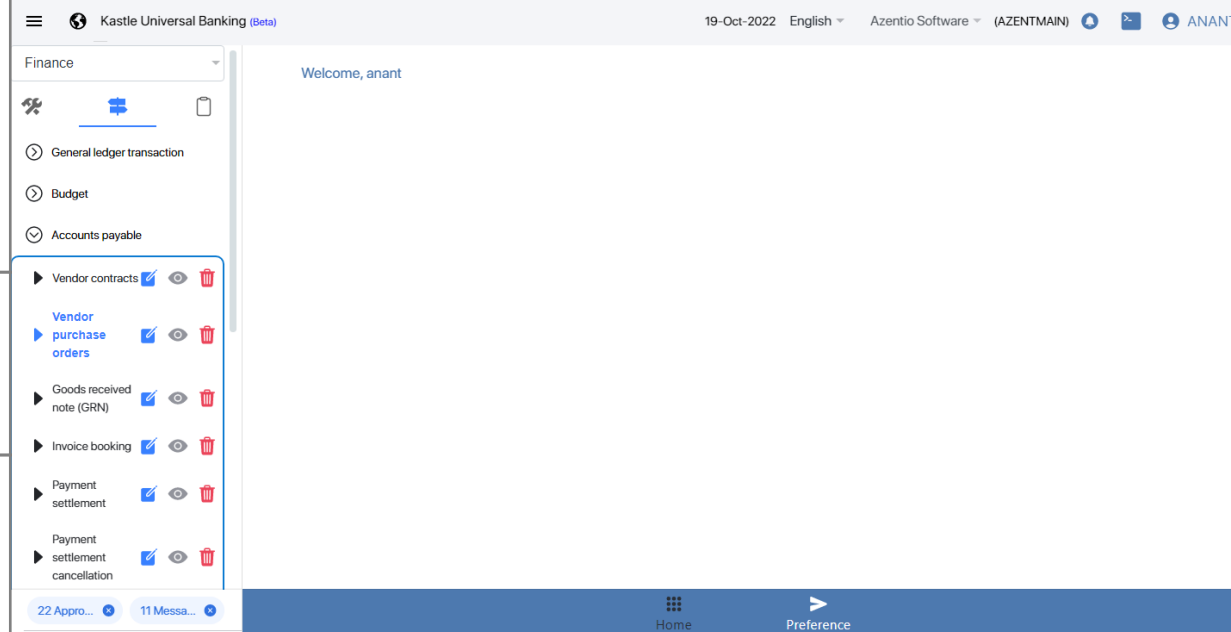 Kastle Universal Banking (Beta)
19-Oct-2022 English Azentio Software (AZENTMAIN) ANANT
Finance
Welcome, anant
General ledger transaction
Budget
Accounts payable
Vendor contracts
Vendor
purchase
orders
Goods received
note (GRN)
Invoice booking
Payment
settlement
Payment
settlement
cancellation
22 Appro...
11 Messa...
Home
Preference